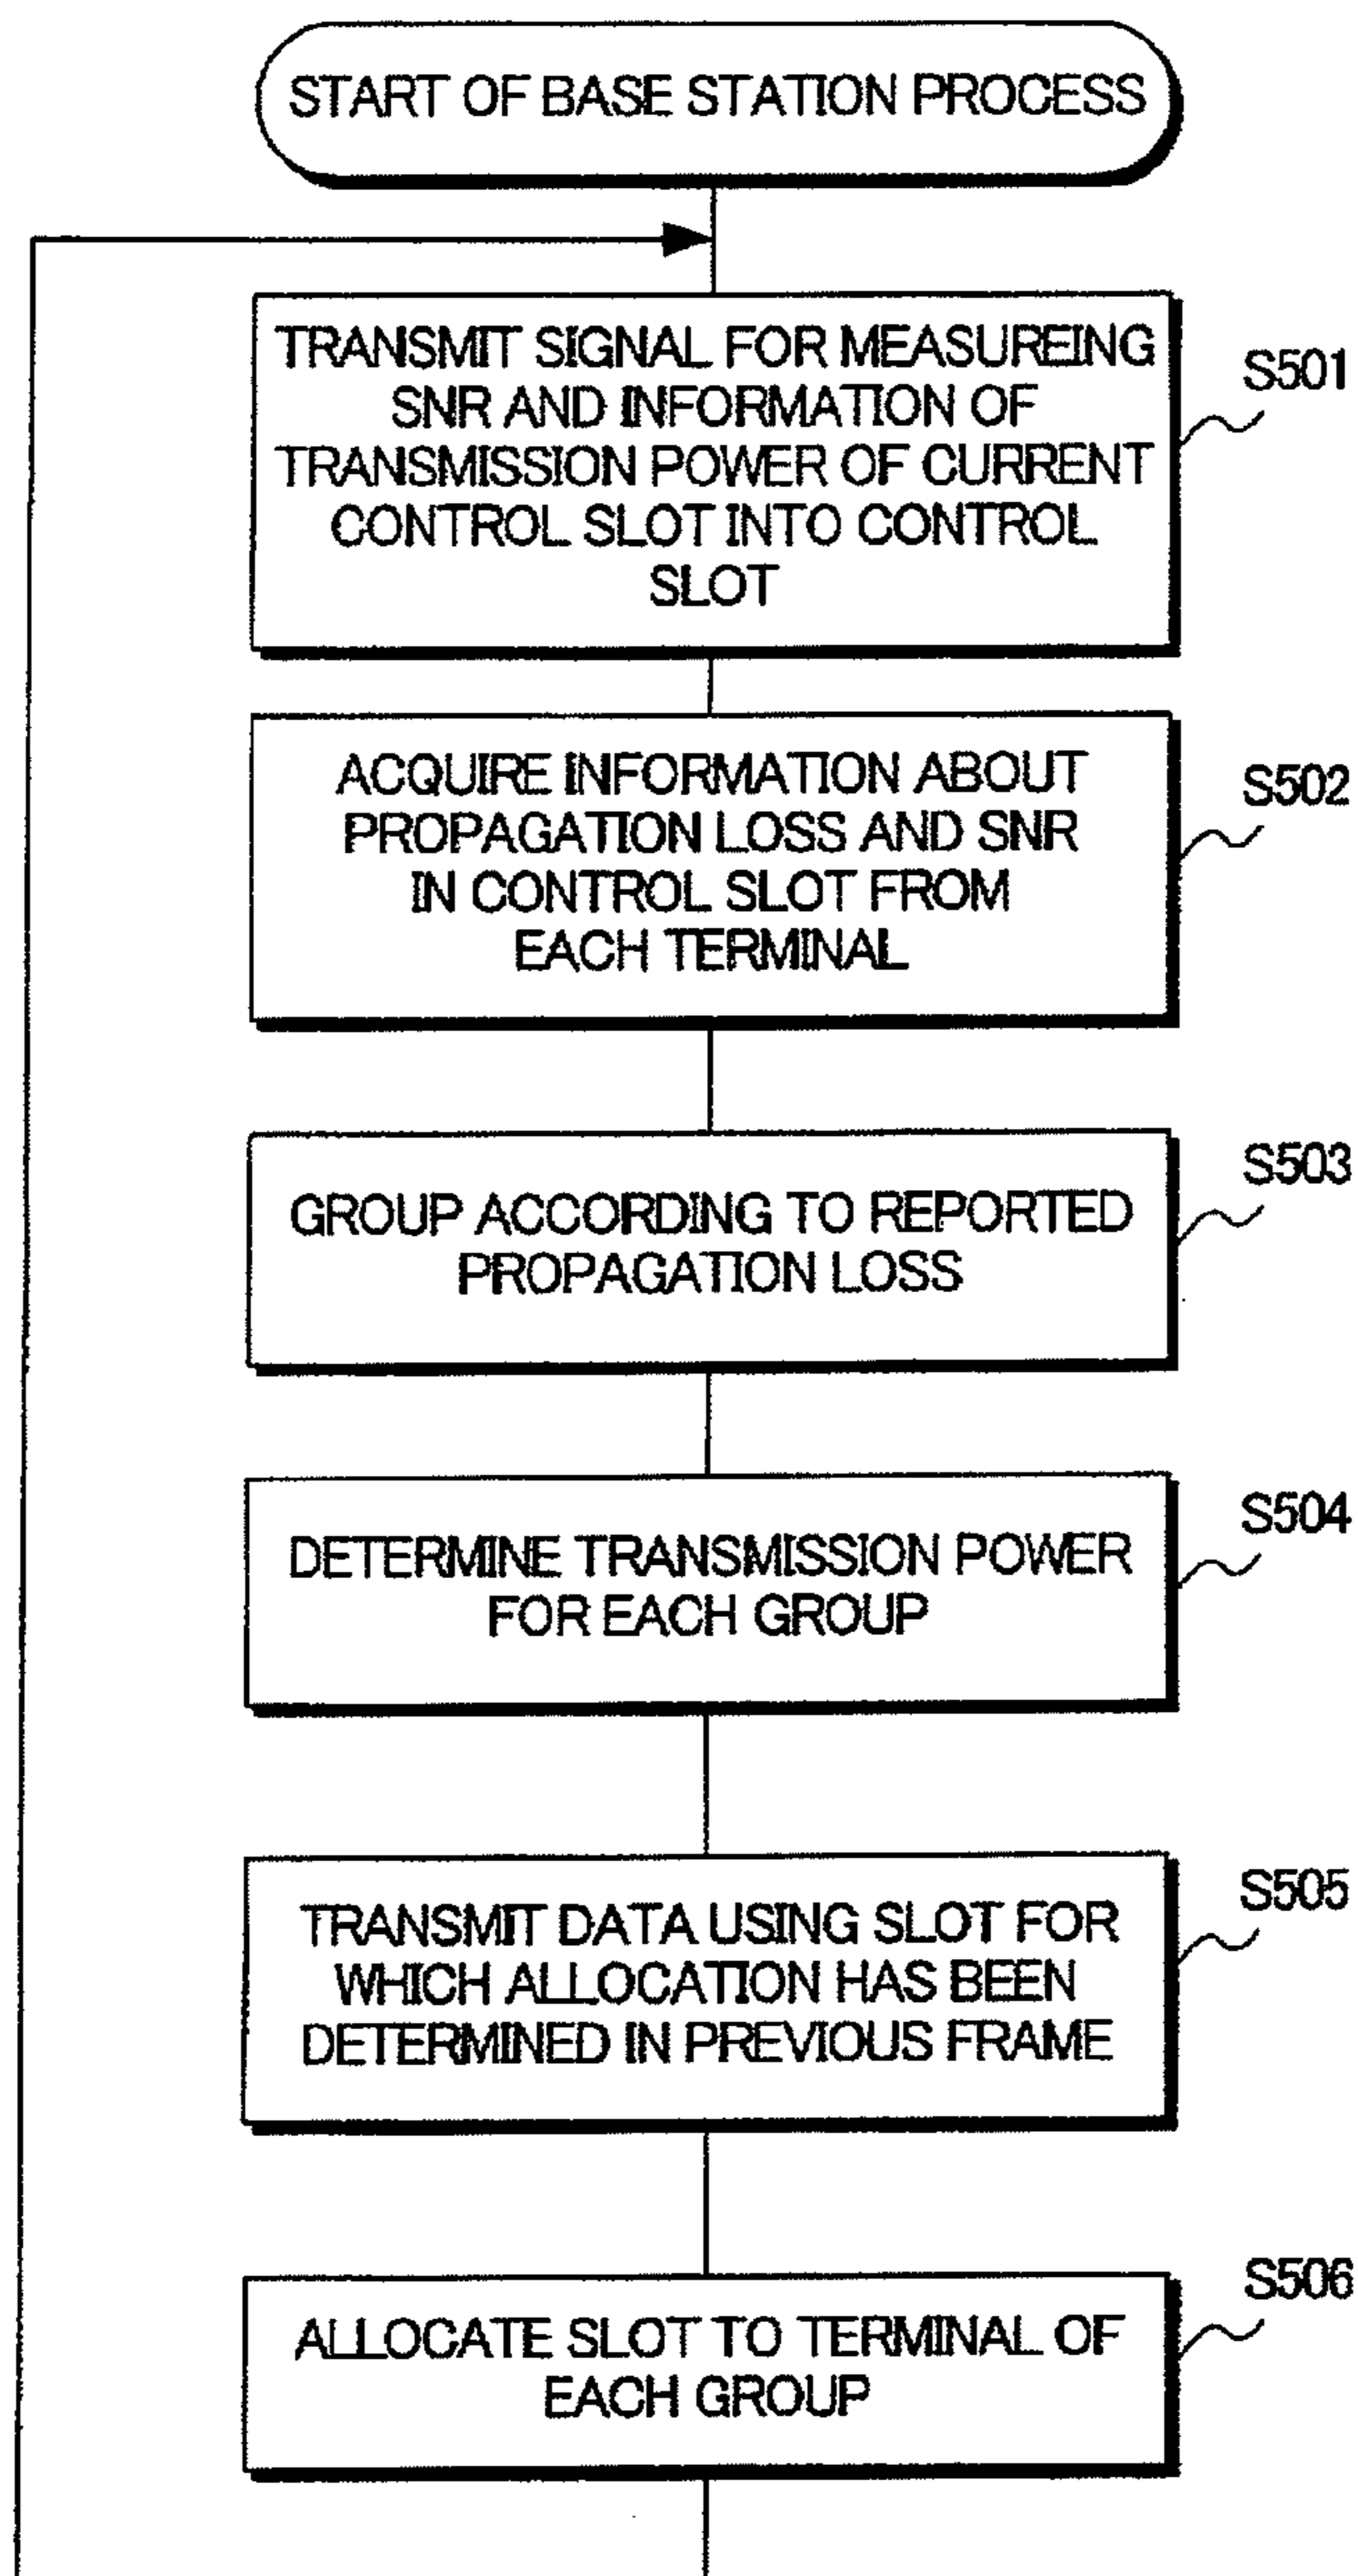 START OF BASE STATION PROCESS
TRANSMIT SIGNAL FOR MEASUREING
SNR AND INFORMATION OF
TRANSMISSION POWER OF CURRENT
CONTROL SLOT INTO CONTROL
SLOT
S501
ACQUIRE INFORMATION ABOUT
PROPAGATION LOSS AND SNR
IN CONTROL SLOT FROM
EACH TERMINAL
S502
GROUP ACCORDING TO REPORTED
PROPAGATION LOSS
S503
DETERMINE TRANSMISSION POWER
FOR EACH GROUP
S504
TRANSMIT DATA USING SLOT FOR
WHICH ALLOCATION HAS BEEN
DETERMINED IN PREVIOUS FRAME
S505
ALLOCATE SLOT TO TERMINAL OF
EACH GROUP
S506